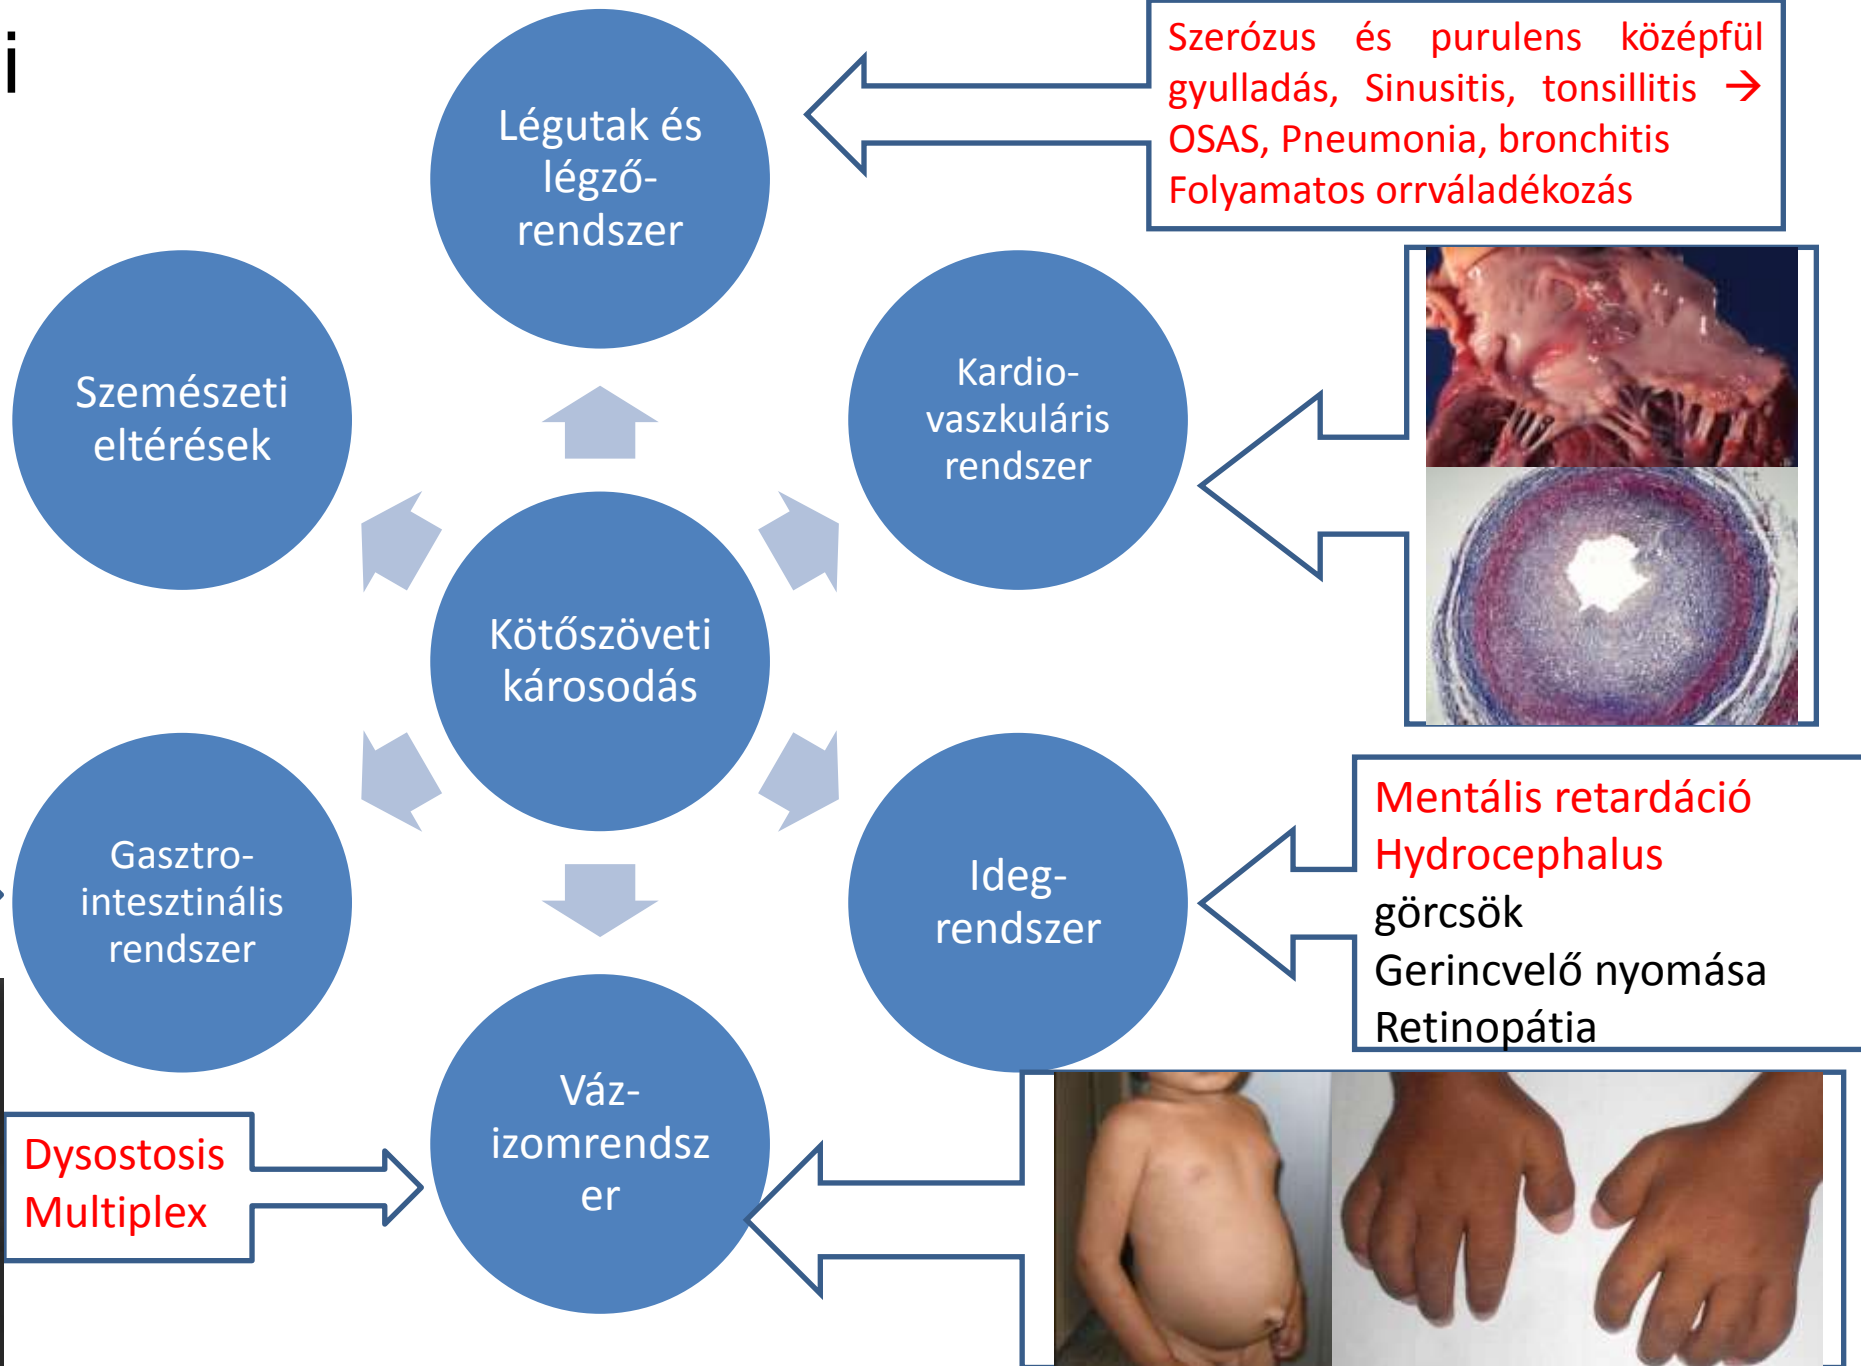 i
Szerózus és purulens középfül
gyulladás, Sinusitis, tonsillitis →
OSAS, Pneumonia, bronchitis
Folyamatos orrváladékozás
Légutak és
légző-
rendszer
Szemészeti
eltérések
Kardio-
vaszkuláris
rendszer
Kötőszöveti
károsodás
Gasztro-
intesztinális
rendszer
Ideg-
rendszer
Mentális retardáció
Hydrocephalus
görcsök
Gerincvelő nyomása
Retinopátia
Váz-
izomrendsz
er
Dysostosis
Multiplex